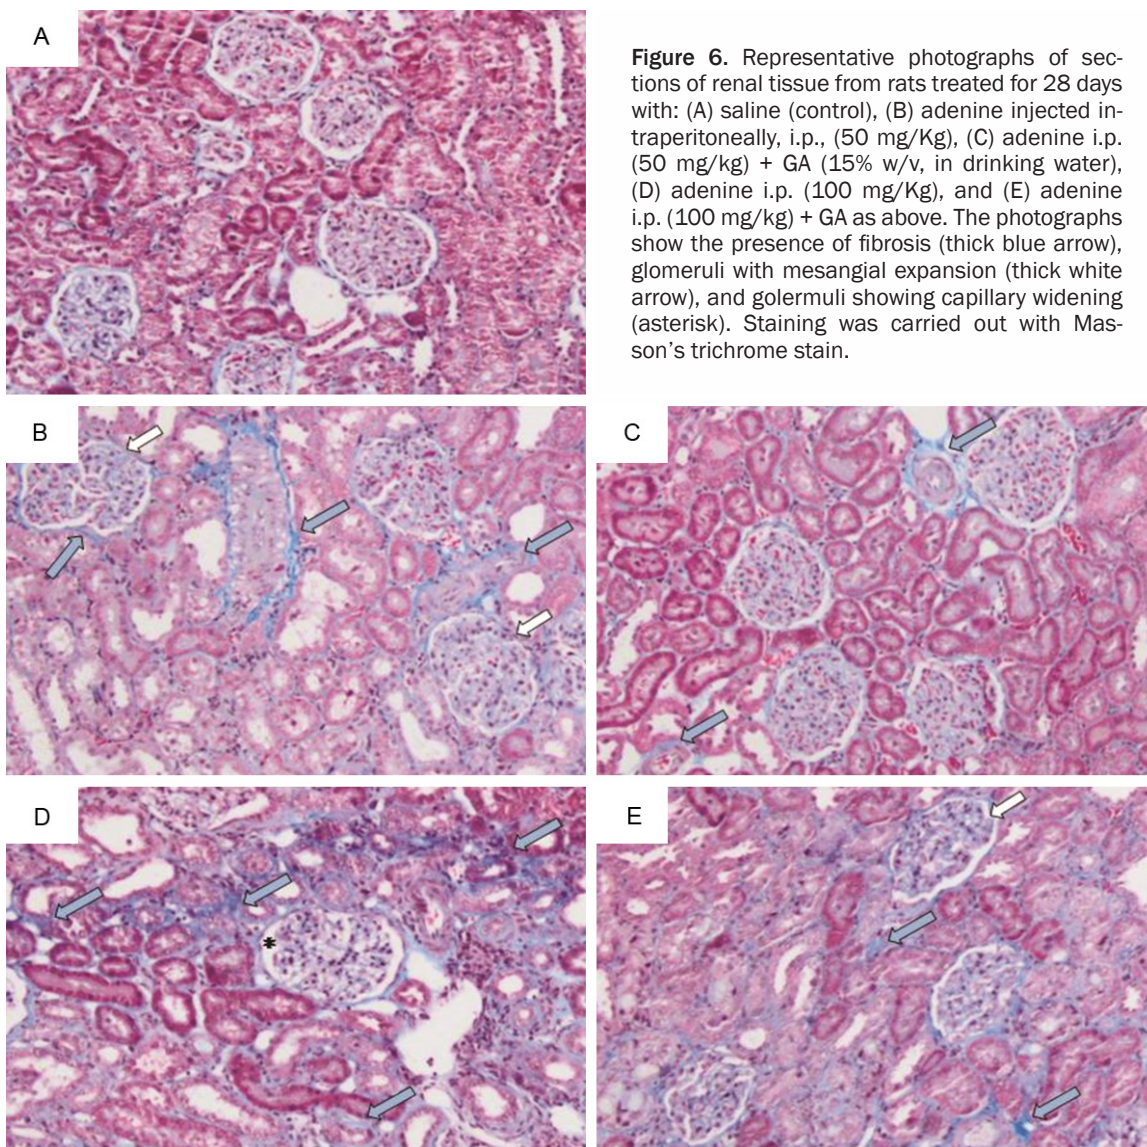 A
Figure 6. Representative photographs of sec-
tions of renal tissue from rats treated for 28 days
with: (A) saline (control), (B) adenine injected in-
traperitoneally, i.p., (50 mg/Kg), (C) adenine i.p.
(50 mg/kg) + GA (15% w/v, in drinking water),
(D) adenine i.p. (100 mg/Kg), and (E) adenine
i.p. (100 mg/kg) + GA as above. The photographs
show the presence of fibrosis (thick blue arrow),
glomeruli with mesangial expansion (thick white
arrow), and golermuli showing capillary widening
(asterisk). Staining was carried out with Mas-
son's trichrome stain.
B
C
D
*
E